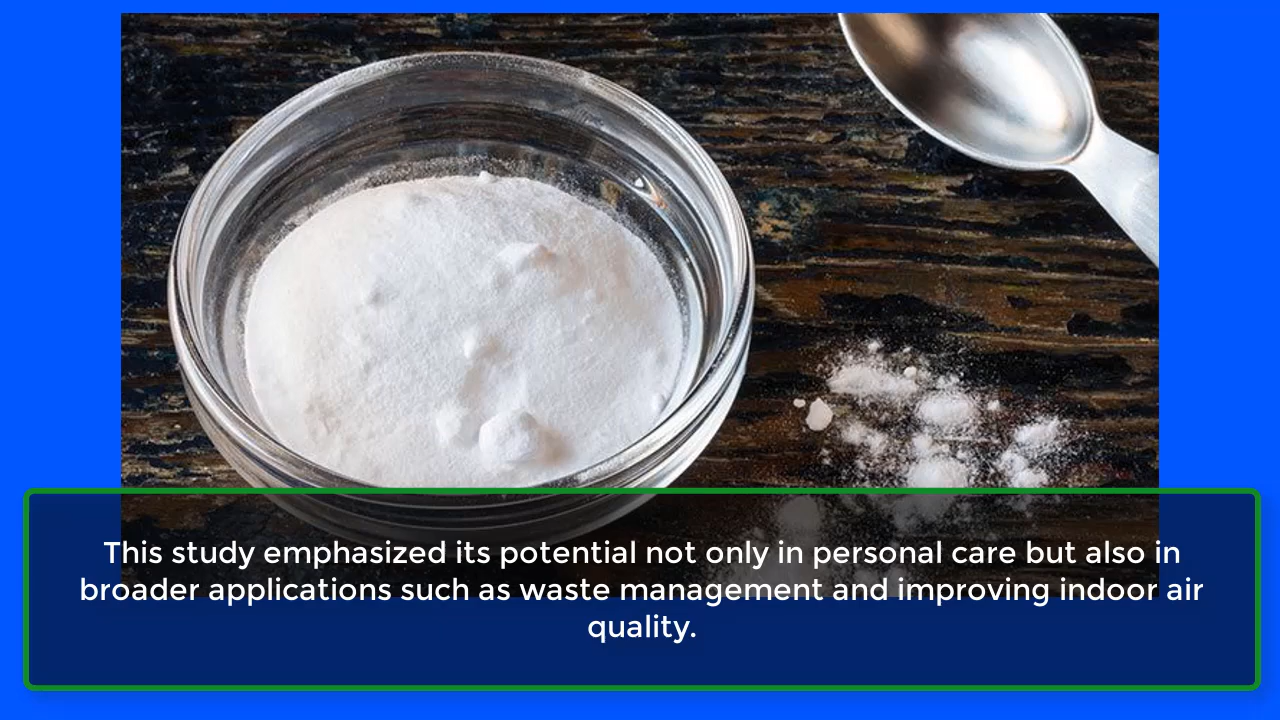 This study emphasized its potential not only in personal care but also in
broader applications such as waste management and improving indoor air
quality.